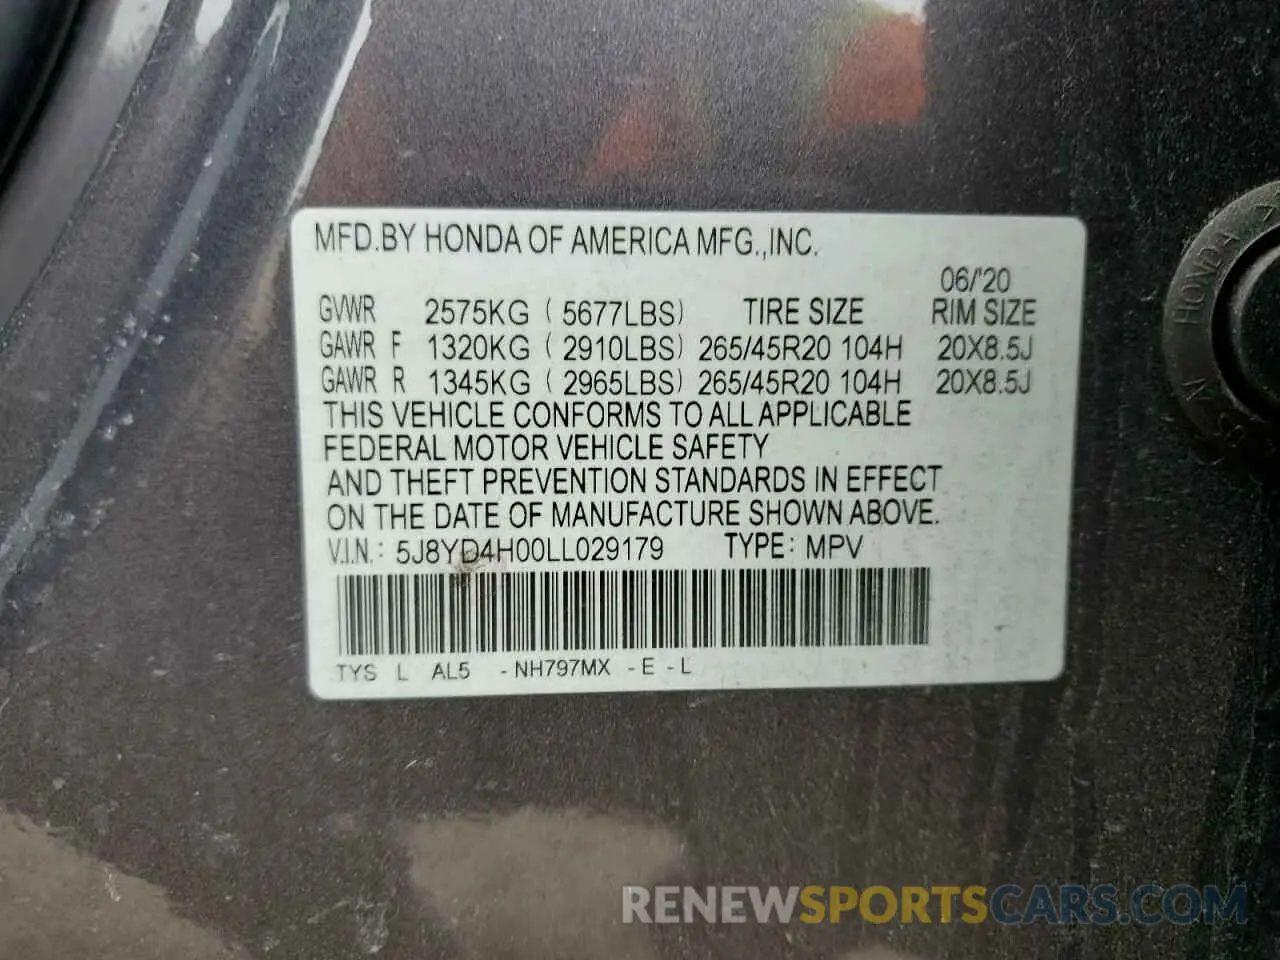 MFD.BY HONDA OF AMERICA MFG.,INC.
06/'20
GVWR 2575KG ( 5677LBS) TIRE SIZE RIM SIZE
GAWR F 1320KG ( 2910LBS) 265/45R20 104H 20X8.5J
GAWR R 1345KG ( 2965LBS) 265/45R20 104H 20X8.5J
THIS VEHICLE CONFORMS TO ALL APPLICABLE
FEDERAL MOTOR VEHICLE SAFETY
AND THEFT PREVENTION STANDARDS IN EFFECT
ON THE DATE OF MANUFACTURE SHOWN ABOVE.
V.I.N.: 5J8YD4H00LL029179 TYPE: MPV
TYS L AL5 -NH797MX -E -L
HONDA
RENEWSPORTSCARS.COM